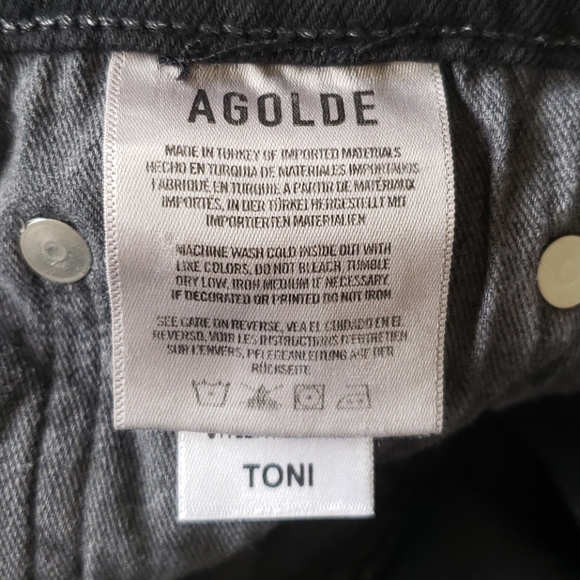 AGOLDE
MADE IN TURKEY OF IMPORTED MATERIALS
HECHO EN TURQUIA DE MATERIALES IMPORTADOS
FABRIQUÉ EN TURQUIE A PARTIR DE MATERIAUX
IMPORTÉS, IN DER TÜRKEI HERGESTELLT MIT
IMPORTIERTEN MATERIALIEN
MACHINE WASH COLD INSIDE OUT WITH
LIKE COLORS. DO NOT BLEACH, TUMBLE
DRY LOW, IRON MEDIUM IF NECESSARY.
IF DECORATED OR PRINTED DO NOT IRON
SEE CARE ON REVERSE, VEA EL CUIDADO EN EL
REVERSO, VOIR LES INSTRUCTIONS D'ENTRETIEN
SUR L'ENVERS, PFLEGEANLEITUNG AUF DER
RÜCKSEITE
TONI